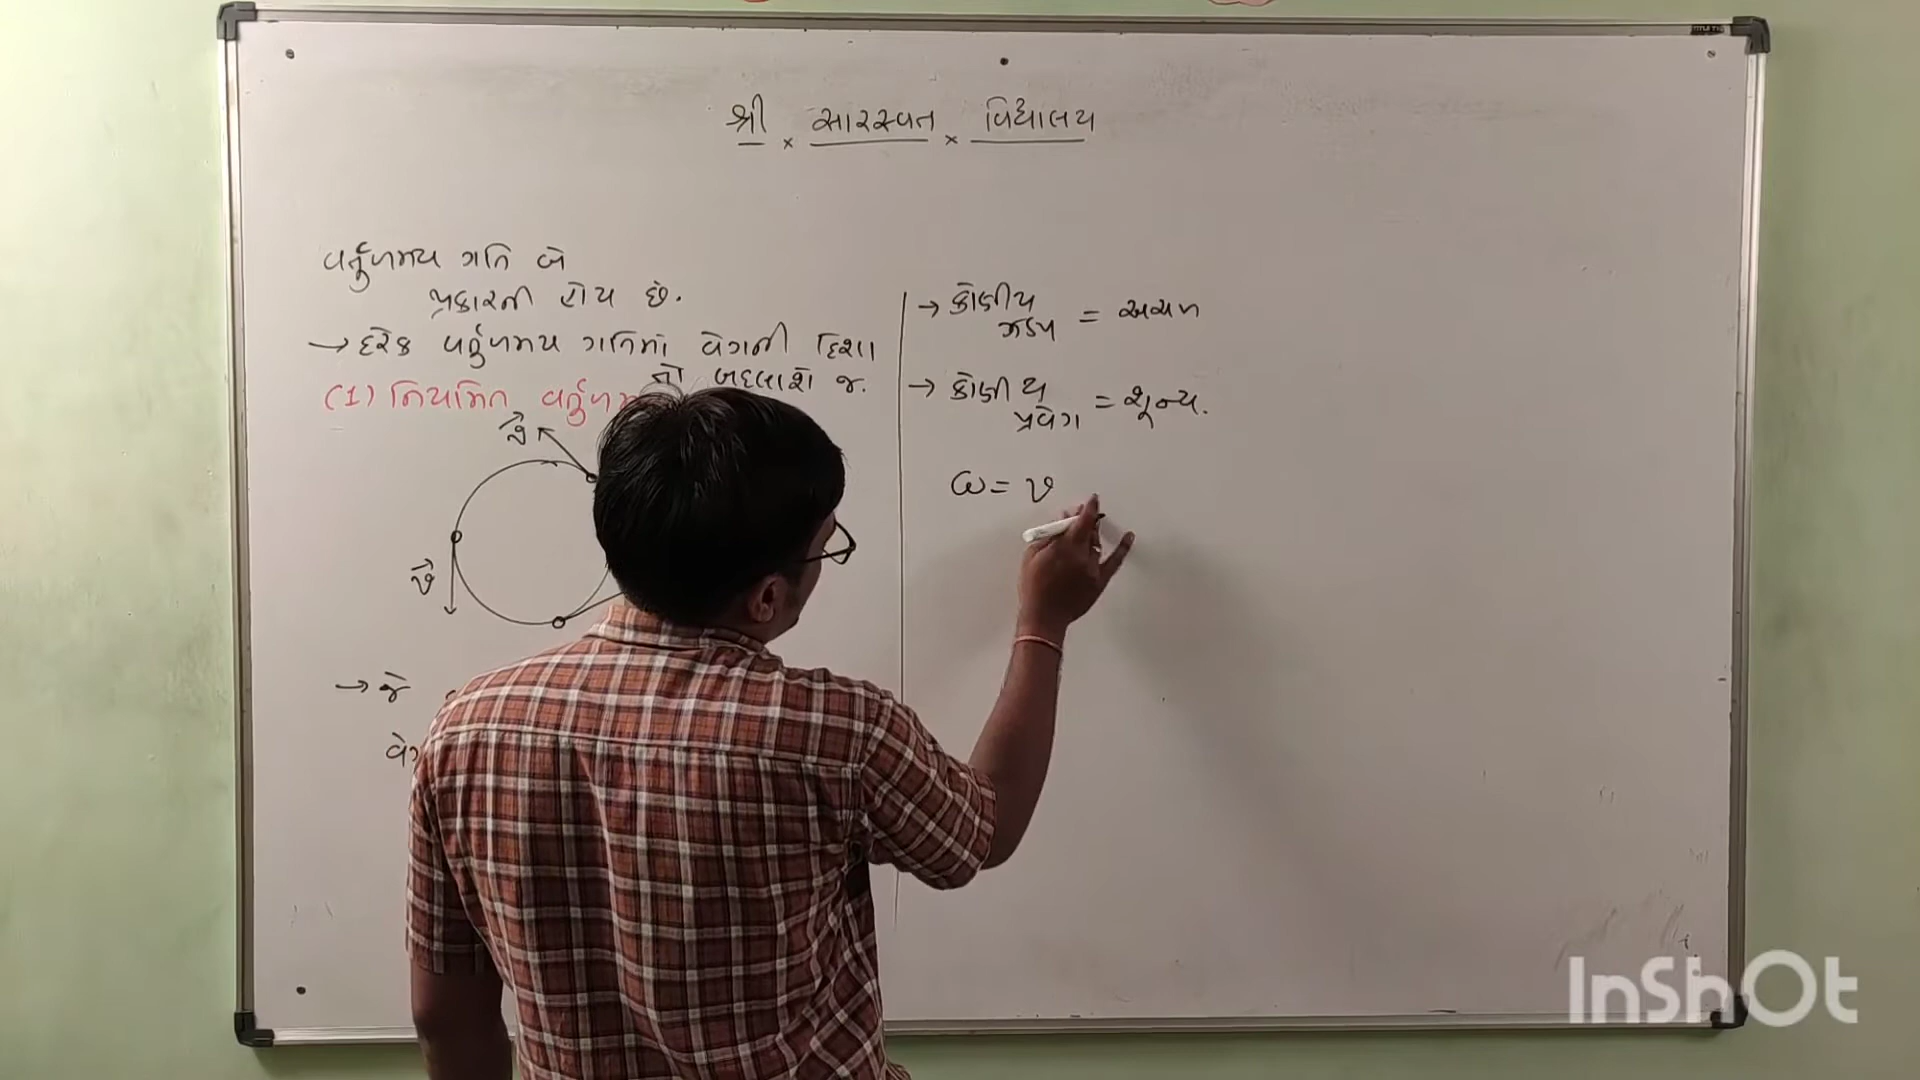 શ્રી × સારસ્વત × વિદ્યાલય
વર્તુળમય ગતિ બે
પ્રકારની હોય છે.
→ દરેક વર્તુળમય ગતિમાં વેગની દિશા
તો બદલાશે જ.
(1) નિયમિત
v⃗
v⃗
→ જે
→ કોણીય
ઝડપ = અચળ
→ કોણીય
પ્રવેગ = શૂન્ય.
ω = v
InShOt